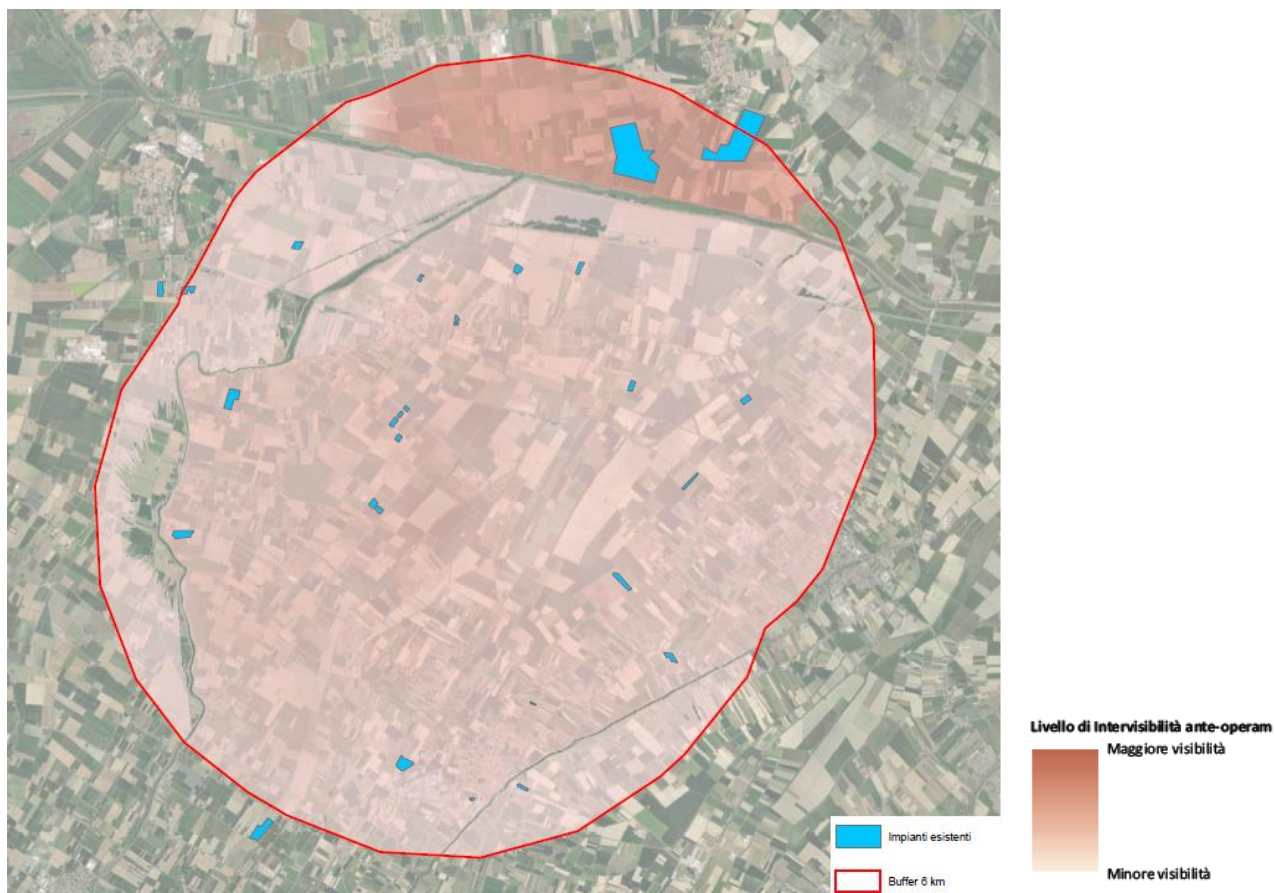 Livello di Intervisibilità ante-operam
Maggiore visibilità
Minore visibilità
Impianti esistenti
Buffer 6 km